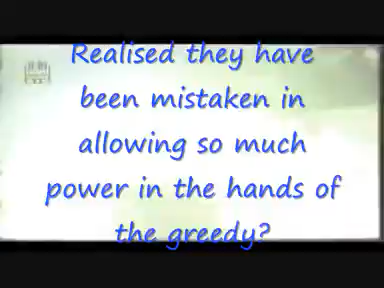 Realised they have
been mistaken in
allowing so much
power in the hands of
the greedy?